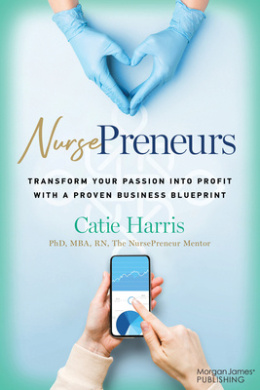 NursePreneurs
TRANSFORM YOUR PASSION INTO PROFIT
WITH A PROVEN BUSINESS BLUEPRINT
Catie Harris
PhD, MBA, RN, The NursePreneur Mentor
Morgan James®
PUBLISHING